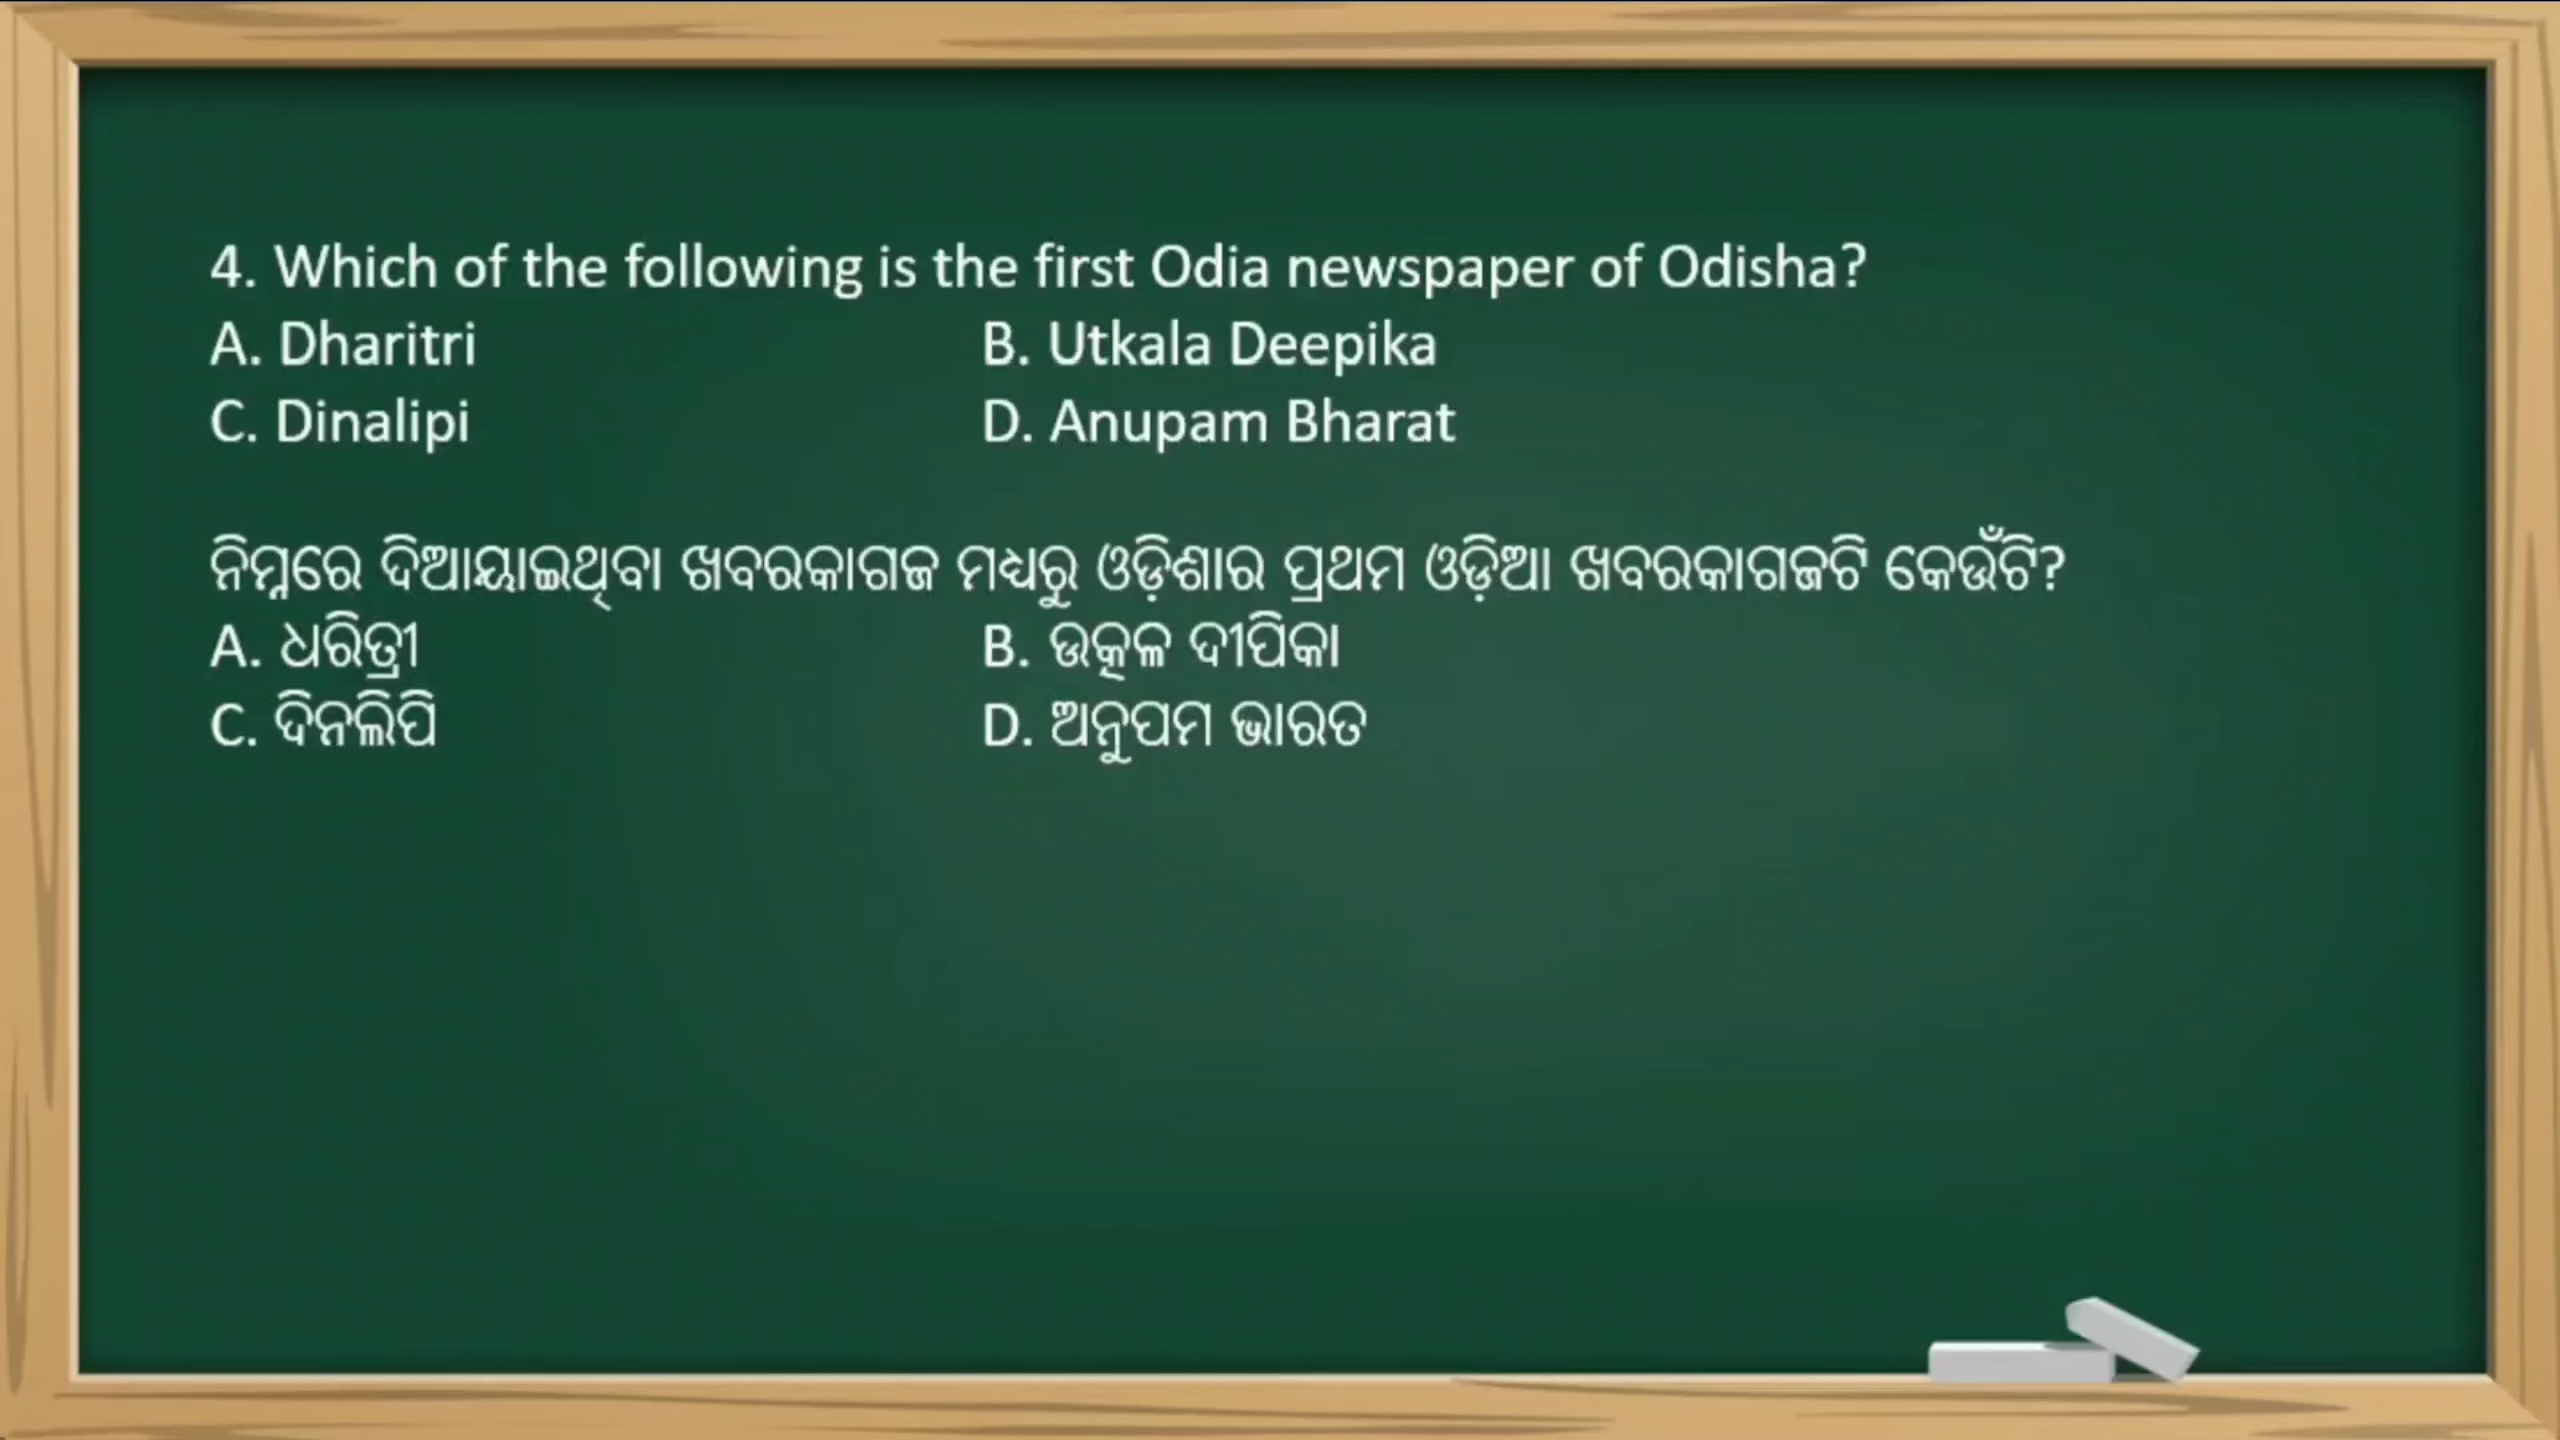 4. Which of the following is the first Odia newspaper of Odisha?
A. Dharitri B. Utkala Deepika
C. Dinalipi D. Anupam Bharat
ନିମ୍ନରେ ଦିଆଯାଇଥିବା ଖବରକାଗଜ ମଧ୍ୟରୁ ଓଡ଼ିଶାର ପ୍ରଥମ ଓଡ଼ିଆ ଖବରକାଗଜଟି କେଉଁଟି?
A. ଧରିତ୍ରୀ B. ଉତ୍କଳ ଦୀପିକା
C. ଦିନଲିପି D. ଅନୁପମ ଭାରତ